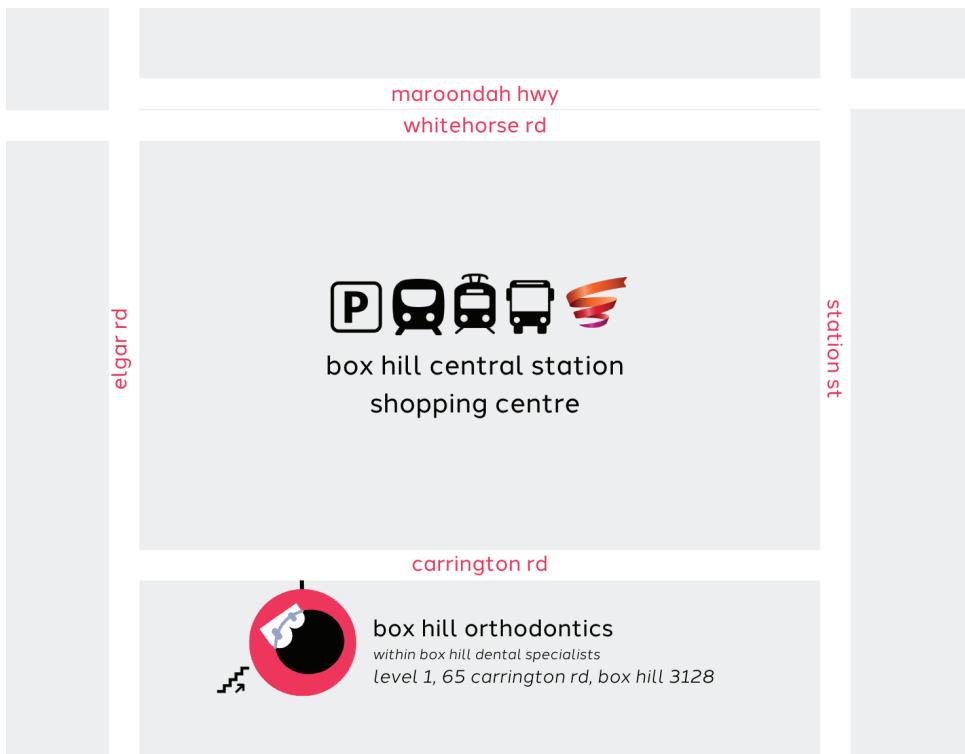 maroondah hwy
whitehorse rd
elgar rd
station st
P
box hill central station
shopping centre
carrington rd
box hill orthodontics
within box hill dental specialists
level 1, 65 carrington rd, box hill 3128